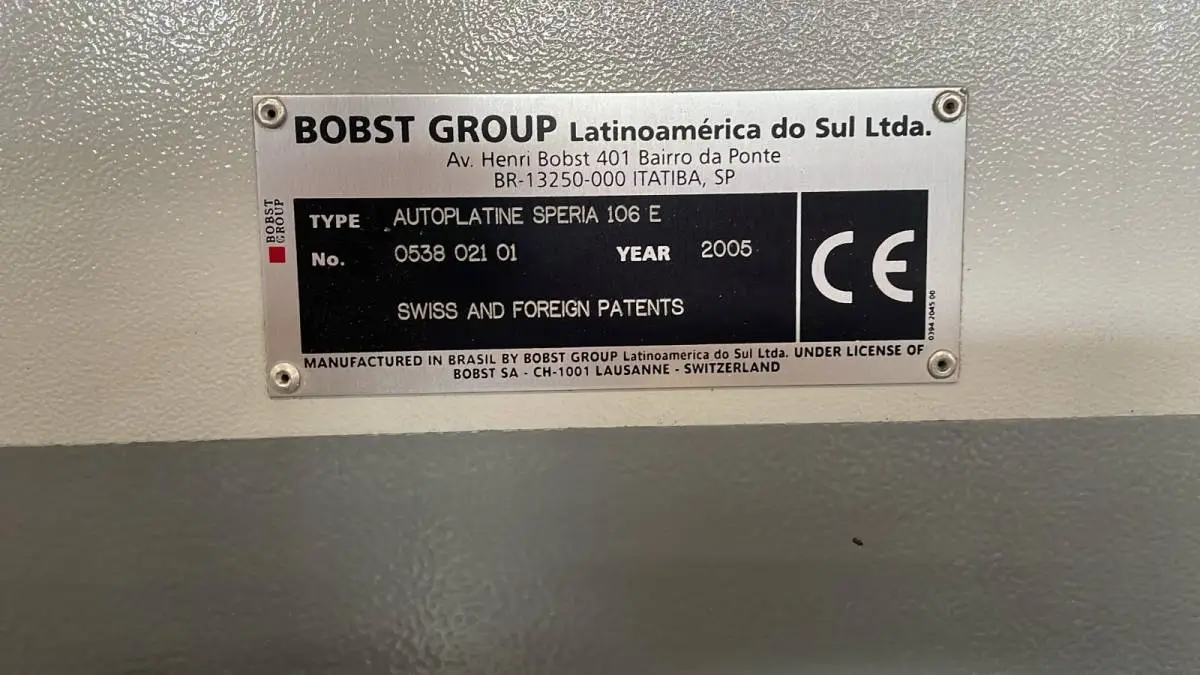 BOBST GROUP Latinoamérica do Sul Ltda.
Av. Henri Bobst 401 Bairro da Ponte
BR-13250-000 ITATIBA, SP
BOBST
GROUP
TYPE AUTOPLATINE SPERIA 106 E
No. 0538 021 01 YEAR 2005
SWISS AND FOREIGN PATENTS
CE
0394 2045 00
MANUFACTURED IN BRASIL BY BOBST GROUP Latinoamerica do Sul Ltda. UNDER LICENSE OF
BOBST SA - CH-1001 LAUSANNE - SWITZERLAND